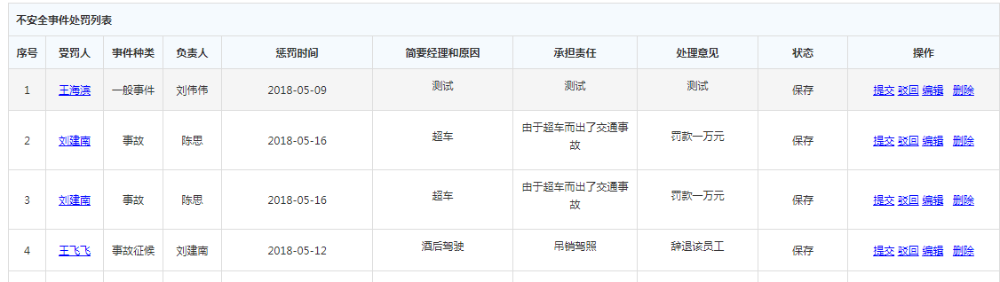 不安全事件处罚列表
序号 受罚人 事件种类 负责人 惩罚时间 简要经理和原因 承担责任 处理意见 状态 操作
1 王海滨 一般事件 刘伟伟 2018-05-09 测试 测试 测试 保存 提交 驳回 编辑 删除
2 刘建南 事故 陈思 2018-05-16 超车 由于超车而出了交通事 罚款一万元 保存 提交 驳回 编辑 删除
故
3 刘建南 事故 陈思 2018-05-16 超车 由于超车而出了交通事 罚款一万元 保存 提交 驳回 编辑 删除
故
4 王飞飞 事故征候 刘建南 2018-05-12 酒后驾驶 吊销驾照 辞退该员工 保存 提交 驳回 编辑 删除